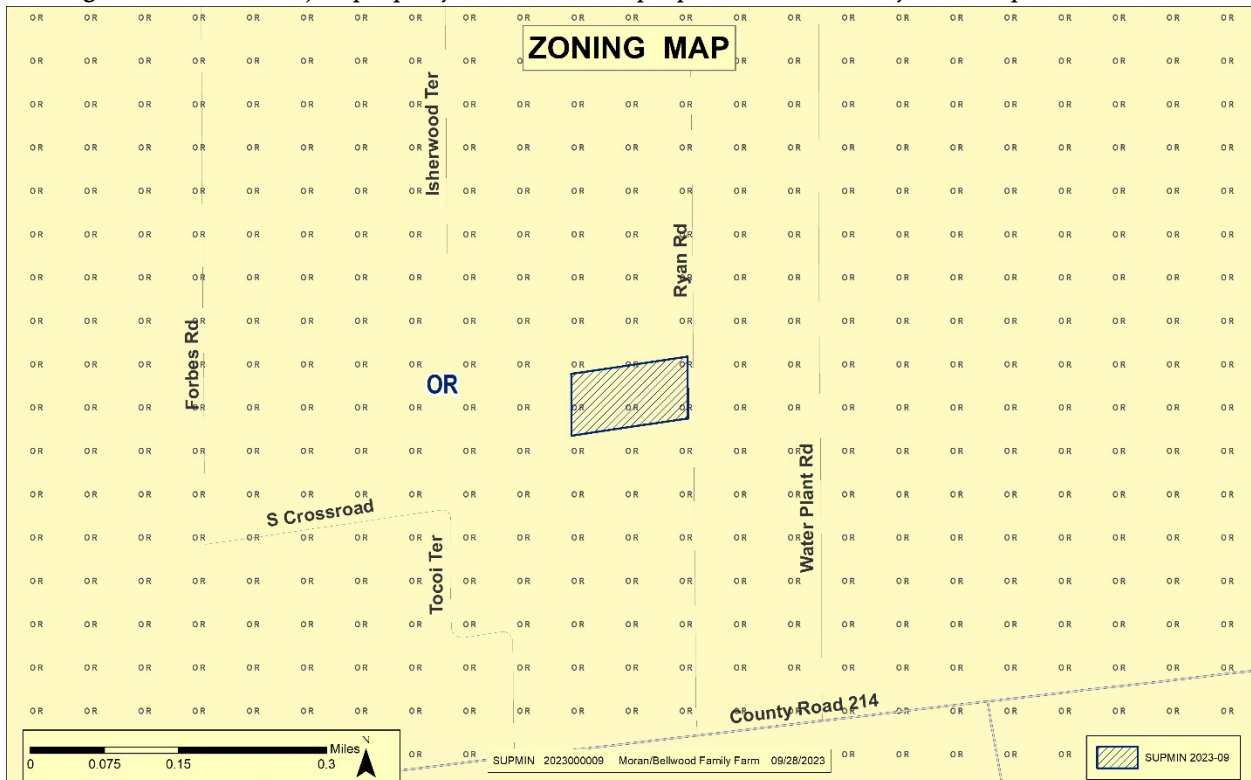 ZONING MAP
Isherwood Ter
Ryan Rd
Forbes Rd
OR
S Crossroad
Tocoi Ter
Water Plant Rd
County Road 214
Miles
0 0.075 0.15 0.3
N
SUPMIN 2023000009 Moran/Bellwood Family Farm 09/28/2023
SUPMIN 2023-09